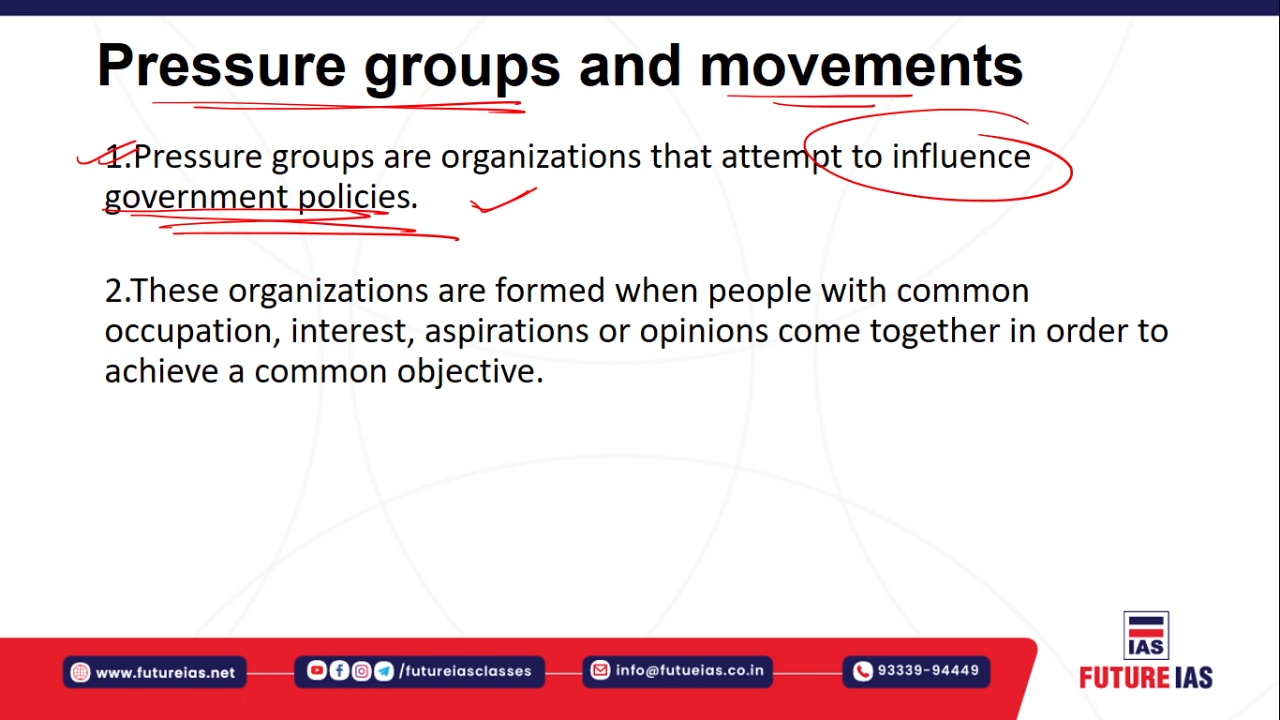 Pressure groups and movements
1.Pressure groups are organizations that attempt to influence
government policies.
2.These organizations are formed when people with common
occupation, interest, aspirations or opinions come together in order to
achieve a common objective.
IAS
www.futureias.net
/futureiasclasses
info@futueias.co.in
93339-94449
FUTURE IAS